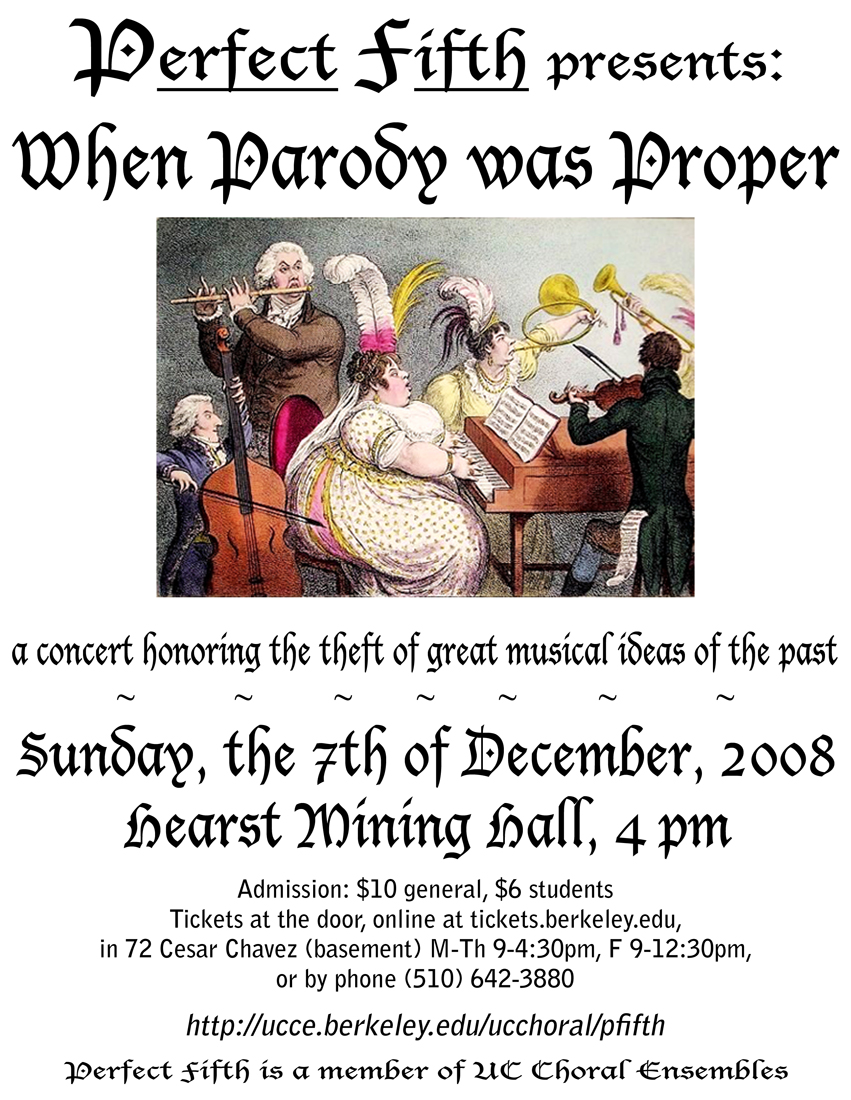 Perfect Fifth presents:
When Parody was Proper
a concert honoring the theft of great musical ideas of the past
~ ~ ~ ~ ~ ~ ~
Sunday, the 7th of December, 2008
Hearst Mining Hall, 4 pm
Admission: $10 general, $6 students
Tickets at the door, online at tickets.berkeley.edu,
in 72 Cesar Chavez (basement) M-Th 9-4:30pm, F 9-12:30pm,
or by phone (510) 642-3880
http://ucce.berkeley.edu/ucchoral/pfifth
Perfect Fifth is a member of UC Choral Ensembles